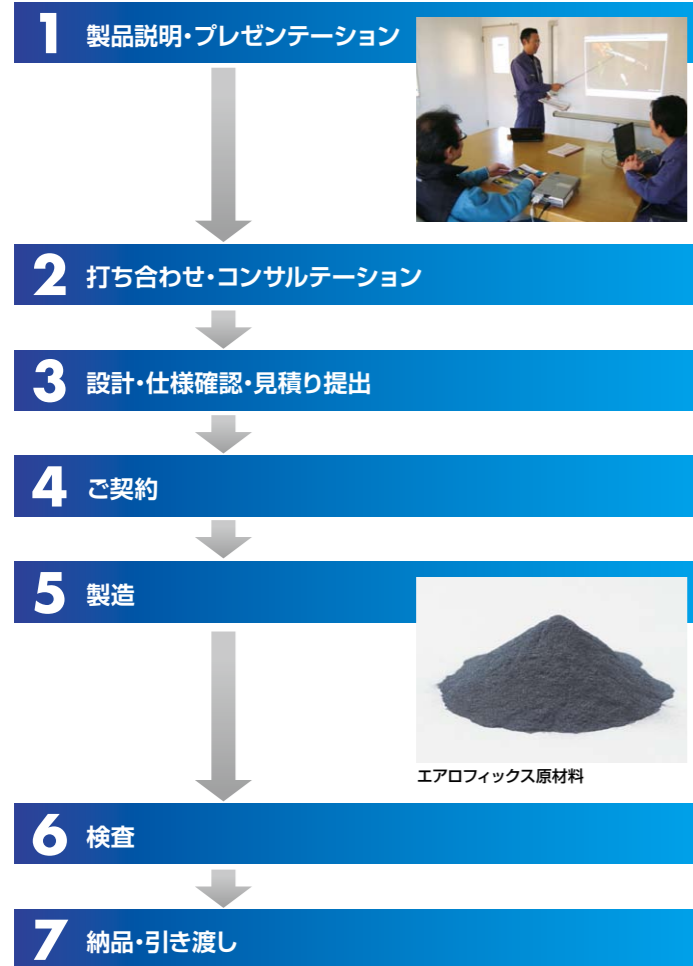 1 製品説明・プレゼンテーション
2 打ち合わせ・コンサルテーション
3 設計・仕様確認・見積り提出
4 ご契約
5 製造
エアロフィックス原材料
6 検査
7 納品・引き渡し